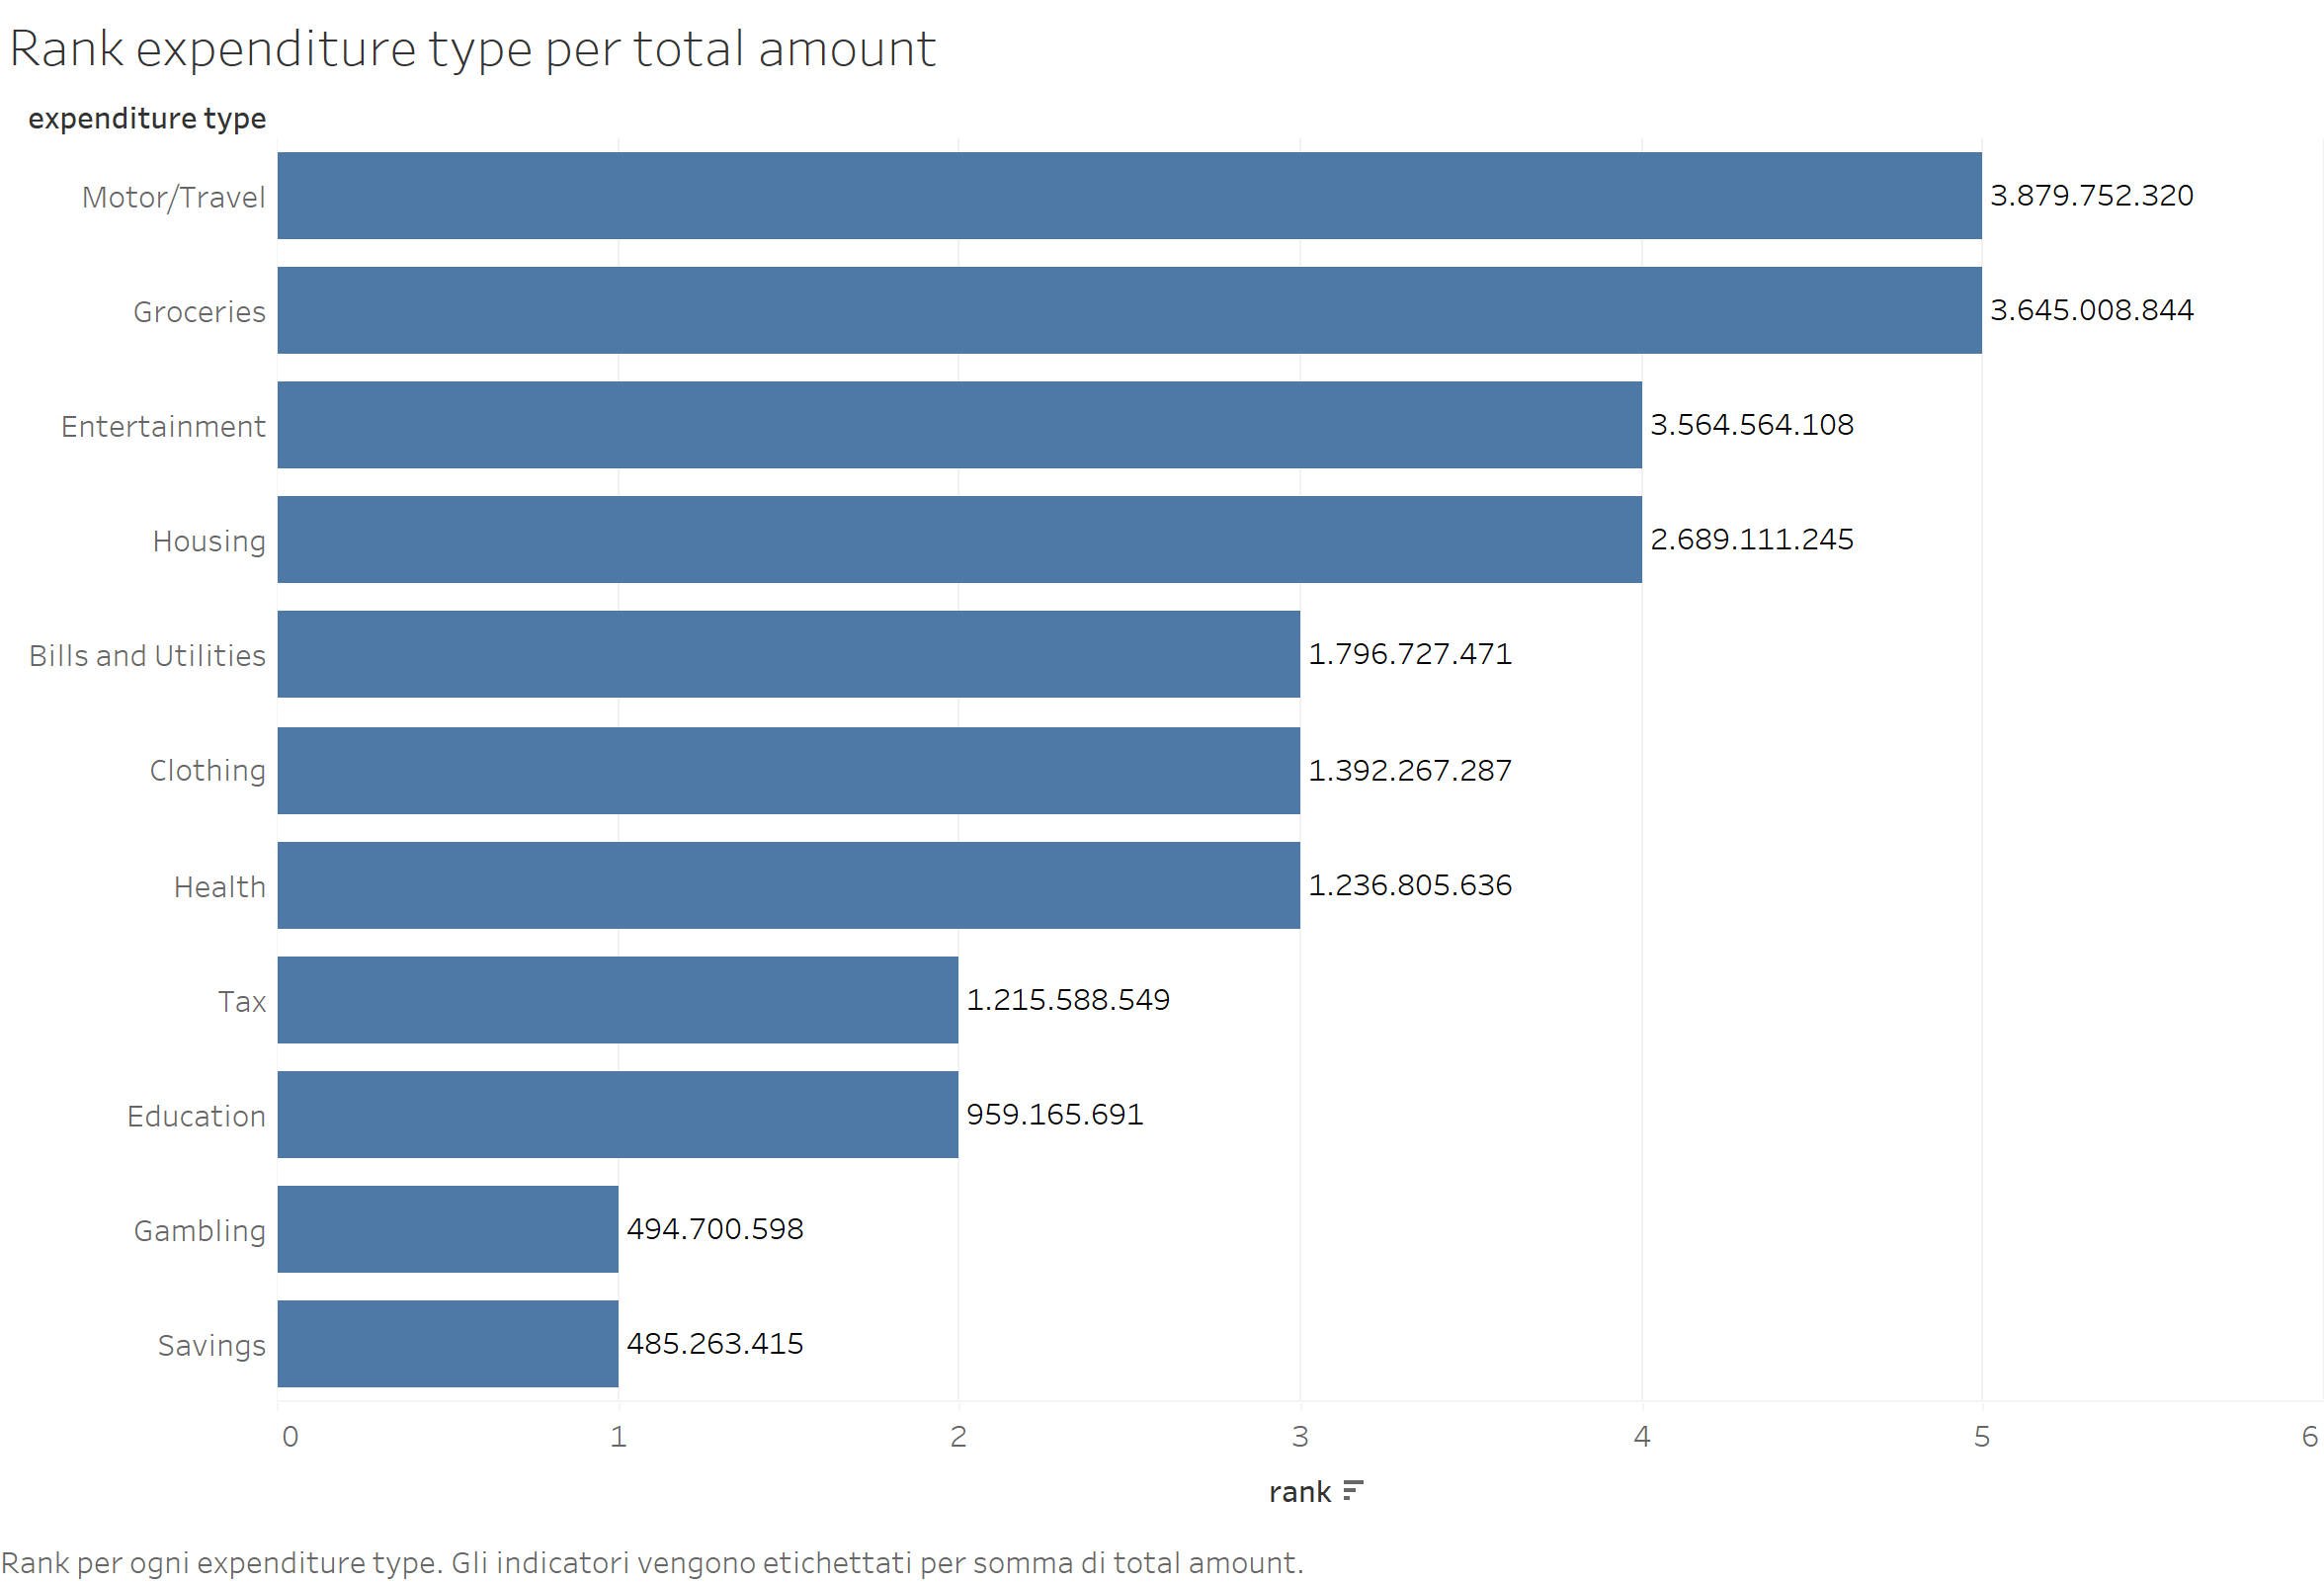 Rank expenditure type per total amount
expenditure type
Motor/Travel 3.879.752.320
Groceries 3.645.008.844
Entertainment 3.564.564.108
Housing 2.689.111.245
Bills and Utilities 1.796.727.471
Clothing 1.392.267.287
Health 1.236.805.636
Tax 1.215.588.549
Education 959.165.691
Gambling 494.700.598
Savings 485.263.415
0 1 2 3 4 5 6
rank
Rank per ogni expenditure type. Gli indicatori vengono etichettati per somma di total amount.